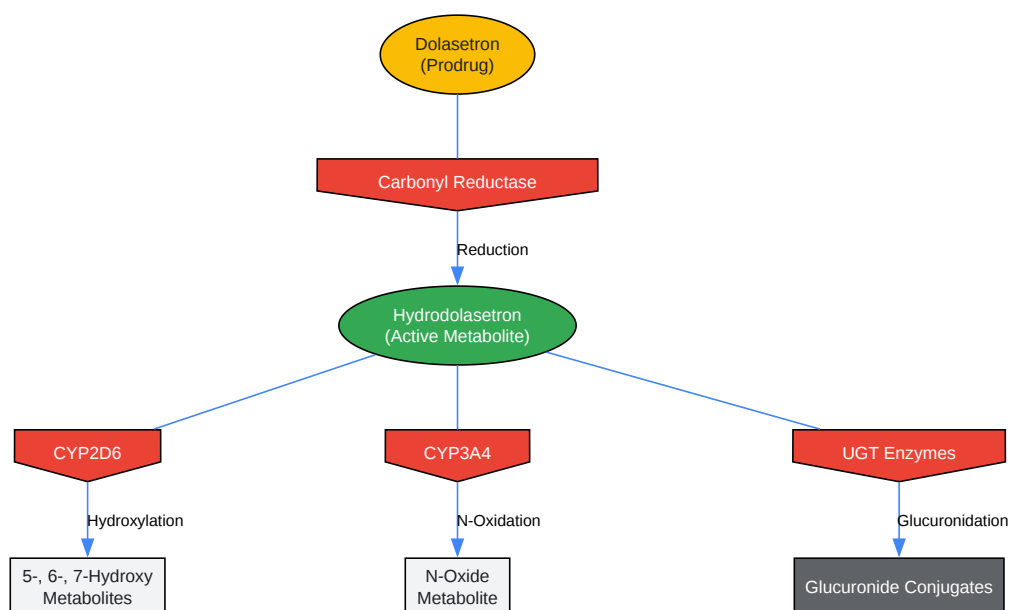 Dolasetron
(Prodrug)
Carbonyl Reductase
Reduction
Hydrodolasetron
(Active Metabolite)
CYP2D6
CYP3A4
UGT Enzymes
Hydroxylation
N-Oxidation
Glucuronidation
5-, 6-, 7-Hydroxy
Metabolites
N-Oxide
Metabolite
Glucuronide Conjugates